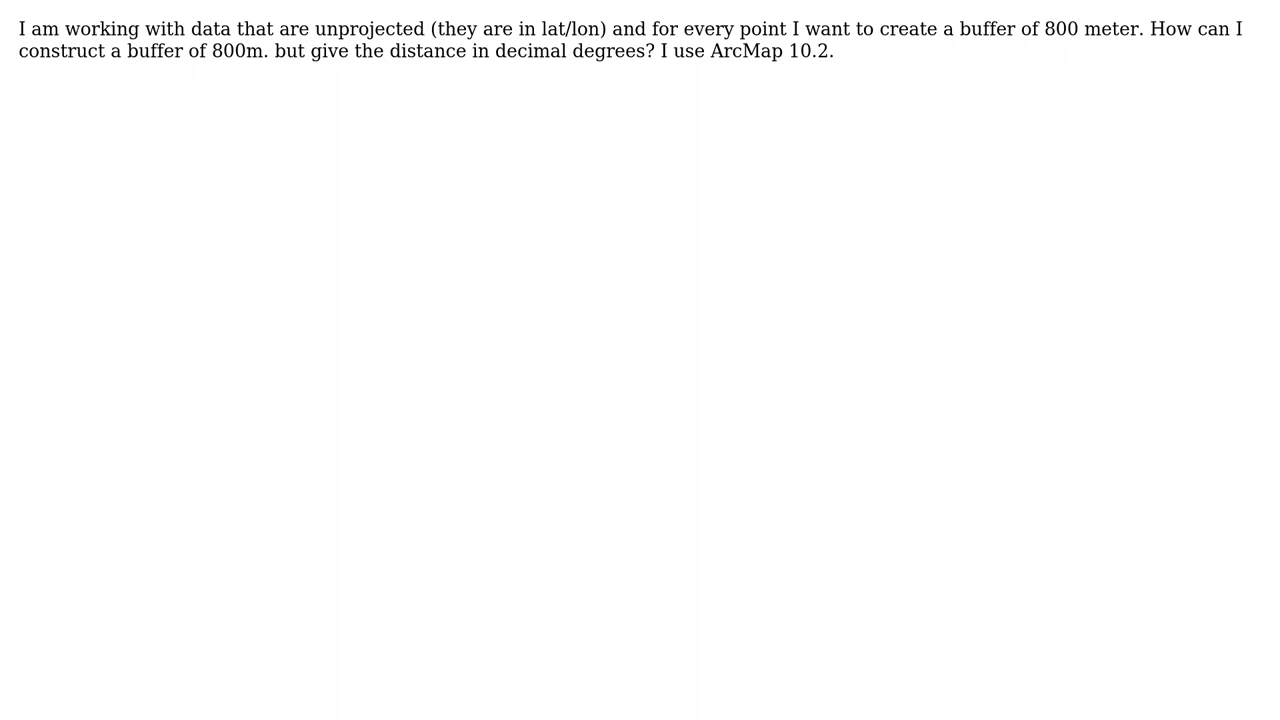 I am working with data that are unprojected (they are in lat/lon) and for every point I want to create a buffer of 800 meter. How can I
construct a buffer of 800m. but give the distance in decimal degrees? I use ArcMap 10.2.